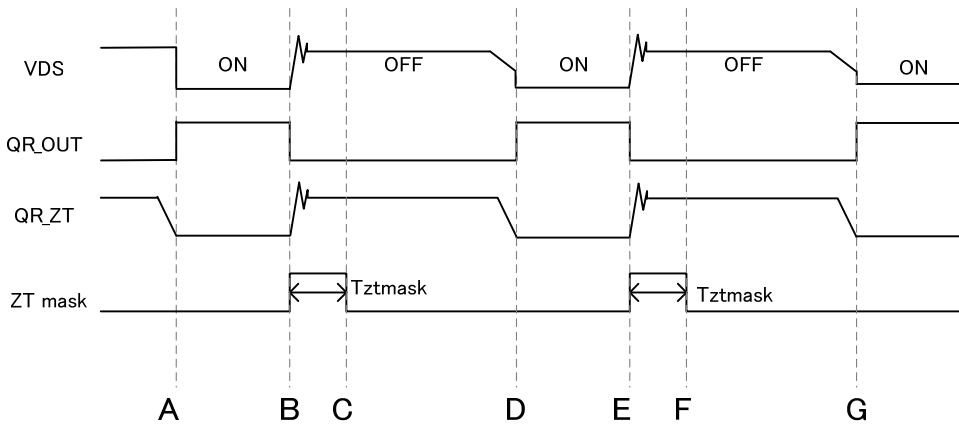 VDS
ON
OFF
ON
OFF
ON
QR_OUT
QR_ZT
ZT mask
Tztmask
Tztmask
A
B
C
D
E
F
G